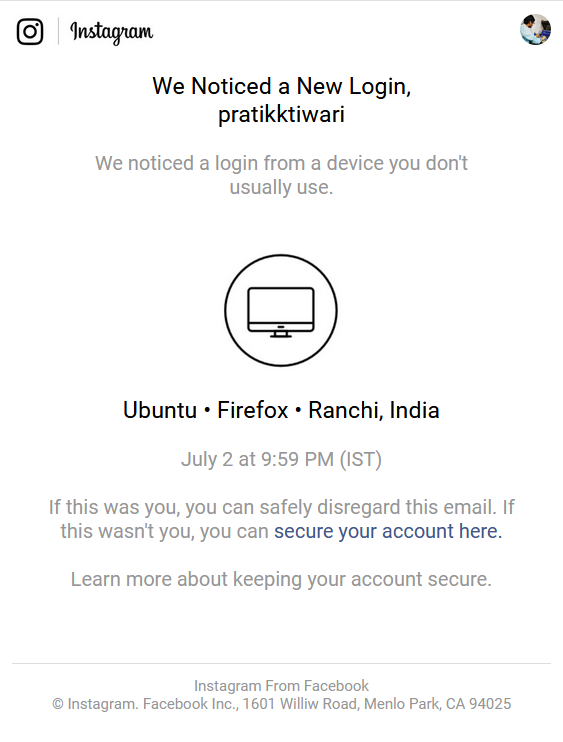 Instagram
We Noticed a New Login,
pratikktiwari
We noticed a login from a device you don't
usually use.
Ubuntu • Firefox • Ranchi, India
July 2 at 9:59 PM (IST)
If this was you, you can safely disregard this email. If
this wasn't you, you can secure your account here.
Learn more about keeping your account secure.
Instagram From Facebook
© Instagram. Facebook Inc., 1601 Williw Road, Menlo Park, CA 94025